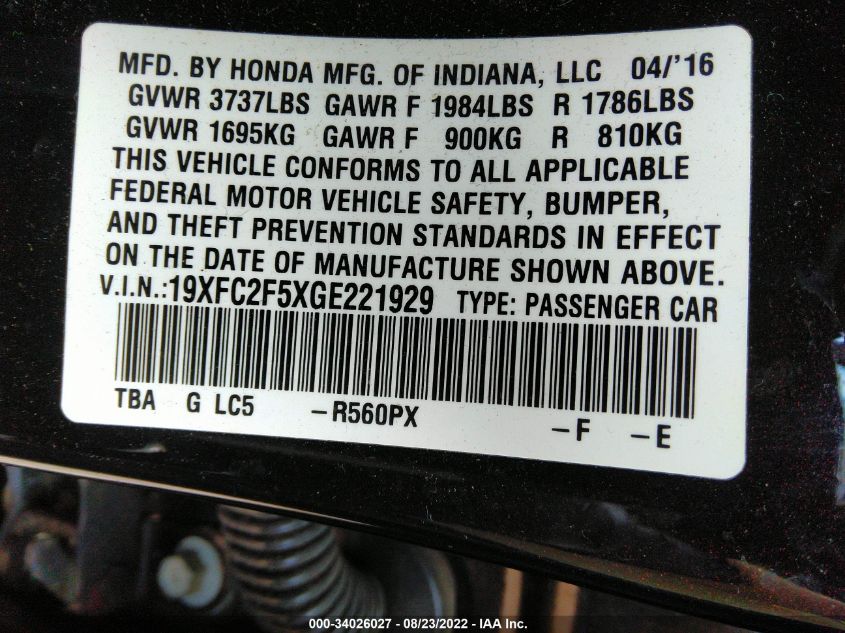 MFD. BY HONDA MFG. OF INDIANA, LLC 04/'16
GVWR 3737LBS GAWR F 1984LBS R 1786LBS
GVWR 1695KG GAWR F 900KG R 810KG
THIS VEHICLE CONFORMS TO ALL APPLICABLE
FEDERAL MOTOR VEHICLE SAFETY, BUMPER,
AND THEFT PREVENTION STANDARDS IN EFFECT
ON THE DATE OF MANUFACTURE SHOWN ABOVE.
V.I.N.:19XFC2F5XGE221929 TYPE: PASSENGER CAR
TBA G LC5 –R560PX –F –E
000-34026027 - 08/23/2022 - IAA Inc.